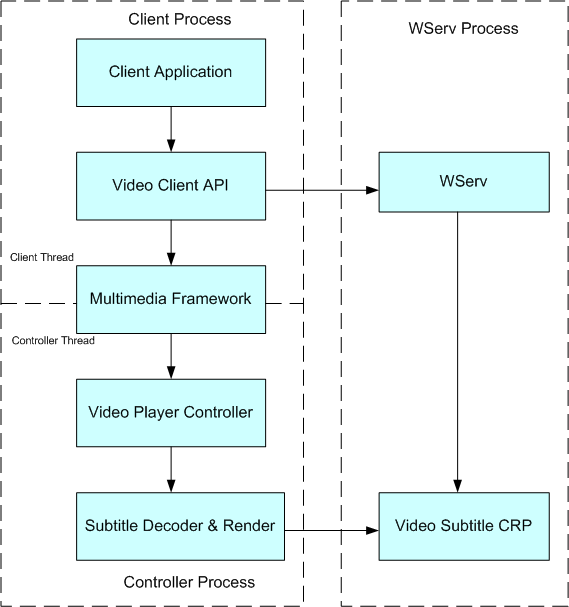 Client Process
WServ Process
Client Application
Video Client API
WServ
Client Thread
Multimedia Framework
Controller Thread
Video Player Controller
Subtitle Decoder & Render
Video Subtitle CRP
Controller Process